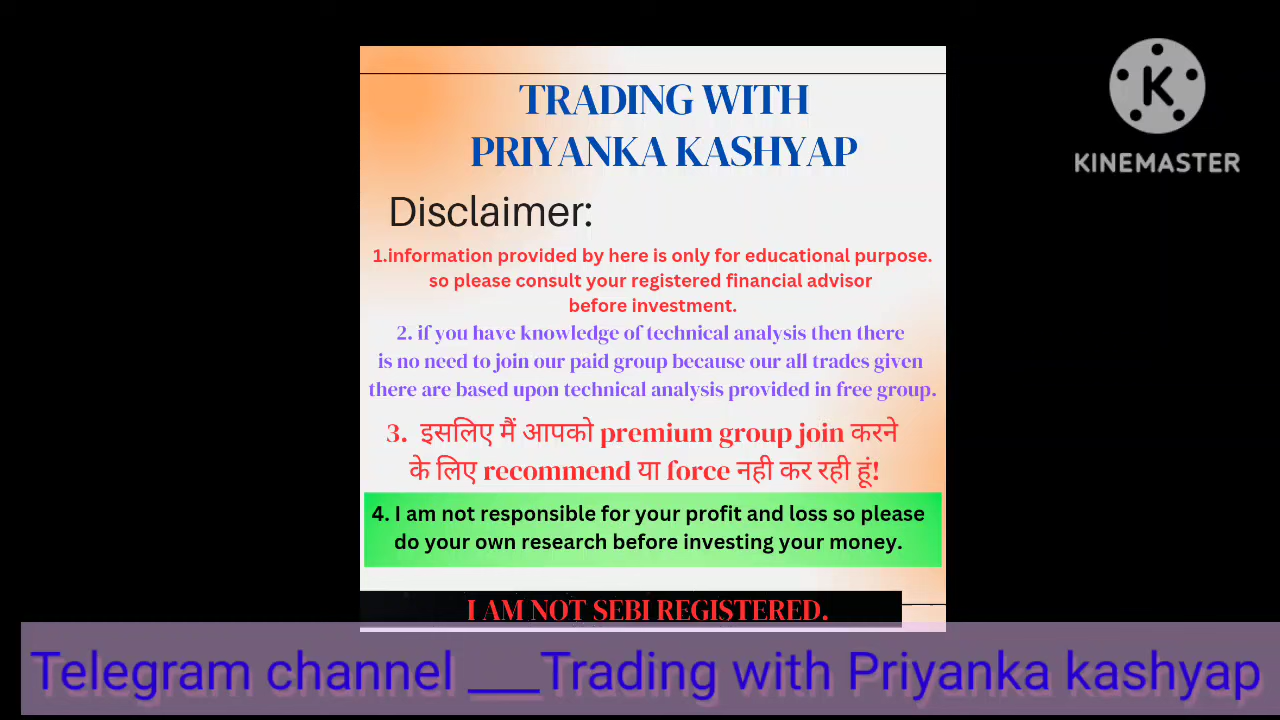 TRADING WITH
PRIYANKA KASHYAP
Disclaimer:
1.information provided by here is only for educational purpose.
so please consult your registered financial advisor
before investment.
2. if you have knowledge of technical analysis then there
is no need to join our paid group because our all trades given
there are based upon technical analysis provided in free group.
3. इसलिए मैं आपको premium group join करने
के लिए recommend या force नही कर रही हूं!
4. I am not responsible for your profit and loss so please
do your own research before investing your money.
I AM NOT SEBI REGISTERED.
Telegram channel ___Trading with Priyanka kashyap
K
KINEMASTER